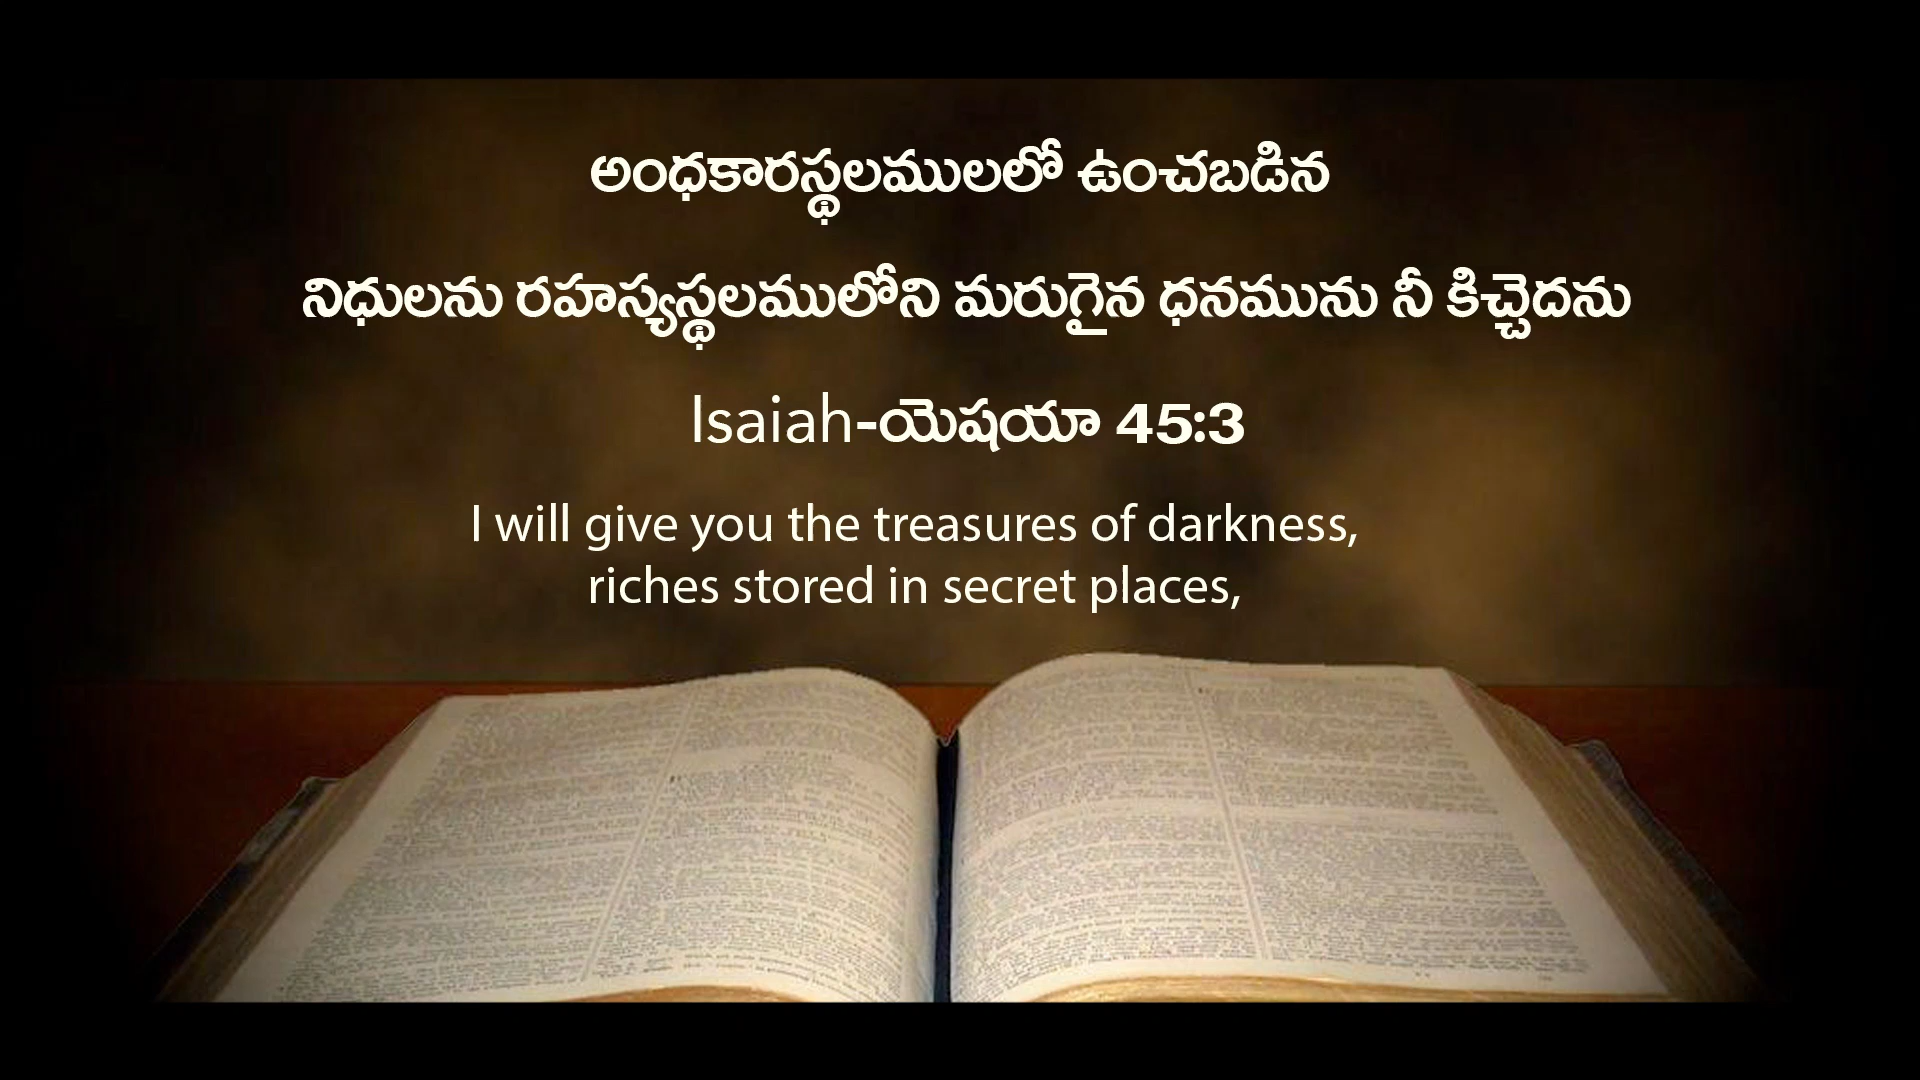 అంధకారస్థలములలో ఉంచబడిన
నిధులను రహస్యస్థలములోని మరుగైన ధనమును నీ కిచ్చెదను
Isaiah-యెషయా 45:3
I will give you the treasures of darkness,
riches stored in secret places,